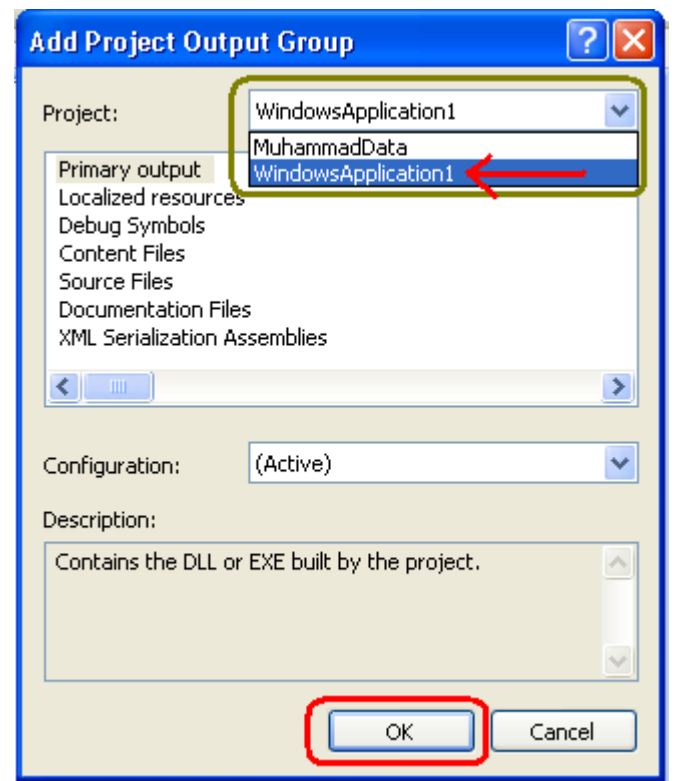 Add Project Output Group
Project:
WindowsApplication1
MuhammadData
WindowsApplication1
Primary output
Localized resources
Debug Symbols
Content Files
Source Files
Documentation Files
XML Serialization Assemblies
Configuration:
(Active)
Description:
Contains the DLL or EXE built by the project.
OK
Cancel